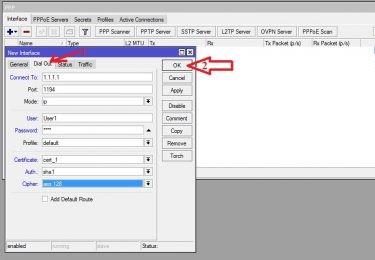 PPP
Interface PPPoE Servers Secrets Profiles Active Connections
PPP Scanner PPTP Server SSTP Server L2TP Server OVPN Server PPPoE Scan
Name Type L2 MTU Tx Rx Tx Packet (p/s) Rx Packet (p/s)
New Interface
General Dial Out Status Traffic
1
OK
2
Connect To: 1.1.1.1
Cancel
Port: 1194
Apply
Mode: ip
Disable
User: User1
Comment
Password: ****
Copy
Profile: default
Remove
Torch
Certificate: cert_1
Auth.: sha1
Cipher: aes 128
Add Default Route
enabled running slave Status: